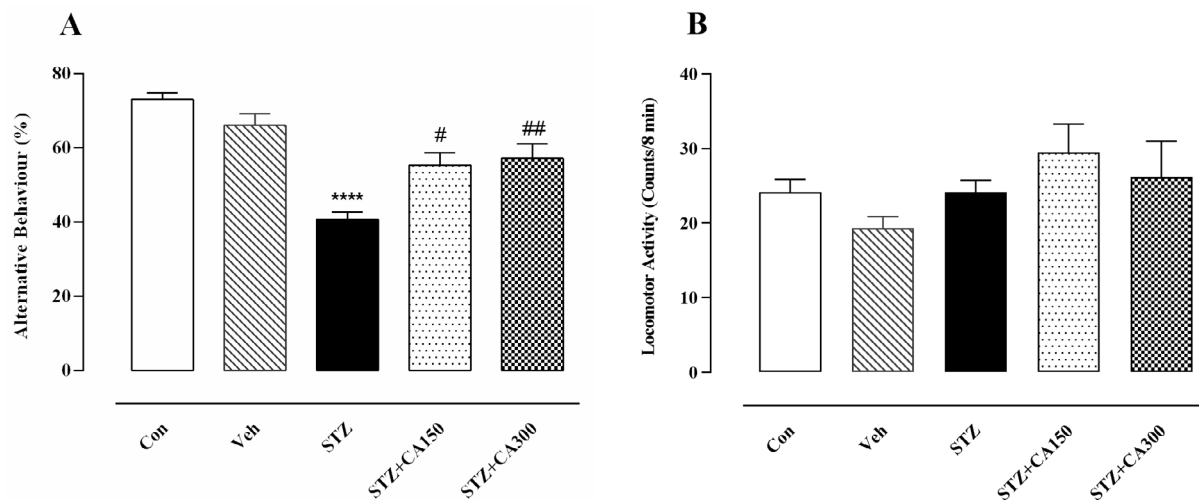 A
Alternative Behaviour (%)
80
60
40
20
0
****
#
##
Con
Veh
STZ
STZ+CA150
STZ+CA300
B
Locomotor Activity (Counts/8 min)
40
30
20
10
0
Con
Veh
STZ
STZ+CA150
STZ+CA300